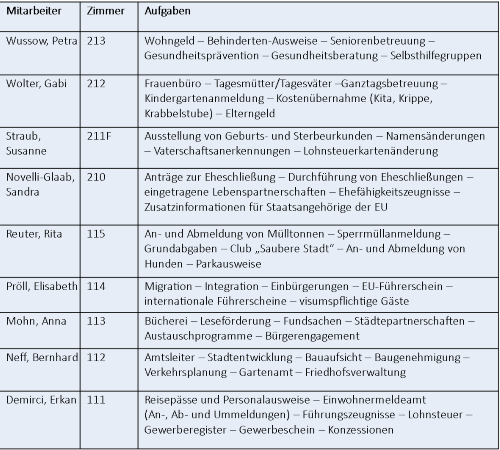 Mitarbeiter Zimmer Aufgaben
Wussow, Petra 213 Wohngeld – Behinderten-Ausweise – Seniorenbetreuung –
Gesundheitsprävention – Gesundheitsberatung – Selbsthilfegruppen
Wolter, Gabi 212 Frauenbüro – Tagesmütter/Tagesväter –Ganztagsbetreuung –
Kindergartenanmeldung – Kostenübernahme (Kita, Krippe,
Krabbelstube) – Elterngeld
Straub, 211F Ausstellung von Geburts- und Sterbeurkunden – Namensänderungen
Susanne – Vaterschaftsanerkennungen – Lohnsteuerkartenänderung
Novelli-Glaab, 210 Anträge zur Eheschließung – Durchführung von Eheschließungen –
Sandra eingetragene Lebenspartnerschaften – Ehefähigkeitszeugnisse –
Zusatzinformationen für Staatsangehörige der EU
Reuter, Rita 115 An- und Abmeldung von Mülltonnen – Sperrmüllanmeldung –
Grundabgaben – Club „Saubere Stadt“ – An- und Abmeldung von
Hunden – Parkausweise
Pröll, Elisabeth 114 Migration – Integration – Einbürgerungen – EU-Führerschein –
internationale Führerscheine – visumspflichtige Gäste
Mohn, Anna 113 Bücherei – Leseförderung – Fundsachen – Städtepartnerschaften –
Austauschprogramme – Bürgerengagement
Neff, Bernhard 112 Amtsleiter – Stadtentwicklung – Bauaufsicht – Baugenehmigung –
Verkehrsplanung – Gartenamt – Friedhofsverwaltung
Demirci, Erkan 111 Reisepässe und Personalausweise – Einwohnermeldeamt
(An-, Ab- und Ummeldungen) – Führungszeugnisse – Lohnsteuer –
Gewerberegister – Gewerbeschein – Konzessionen